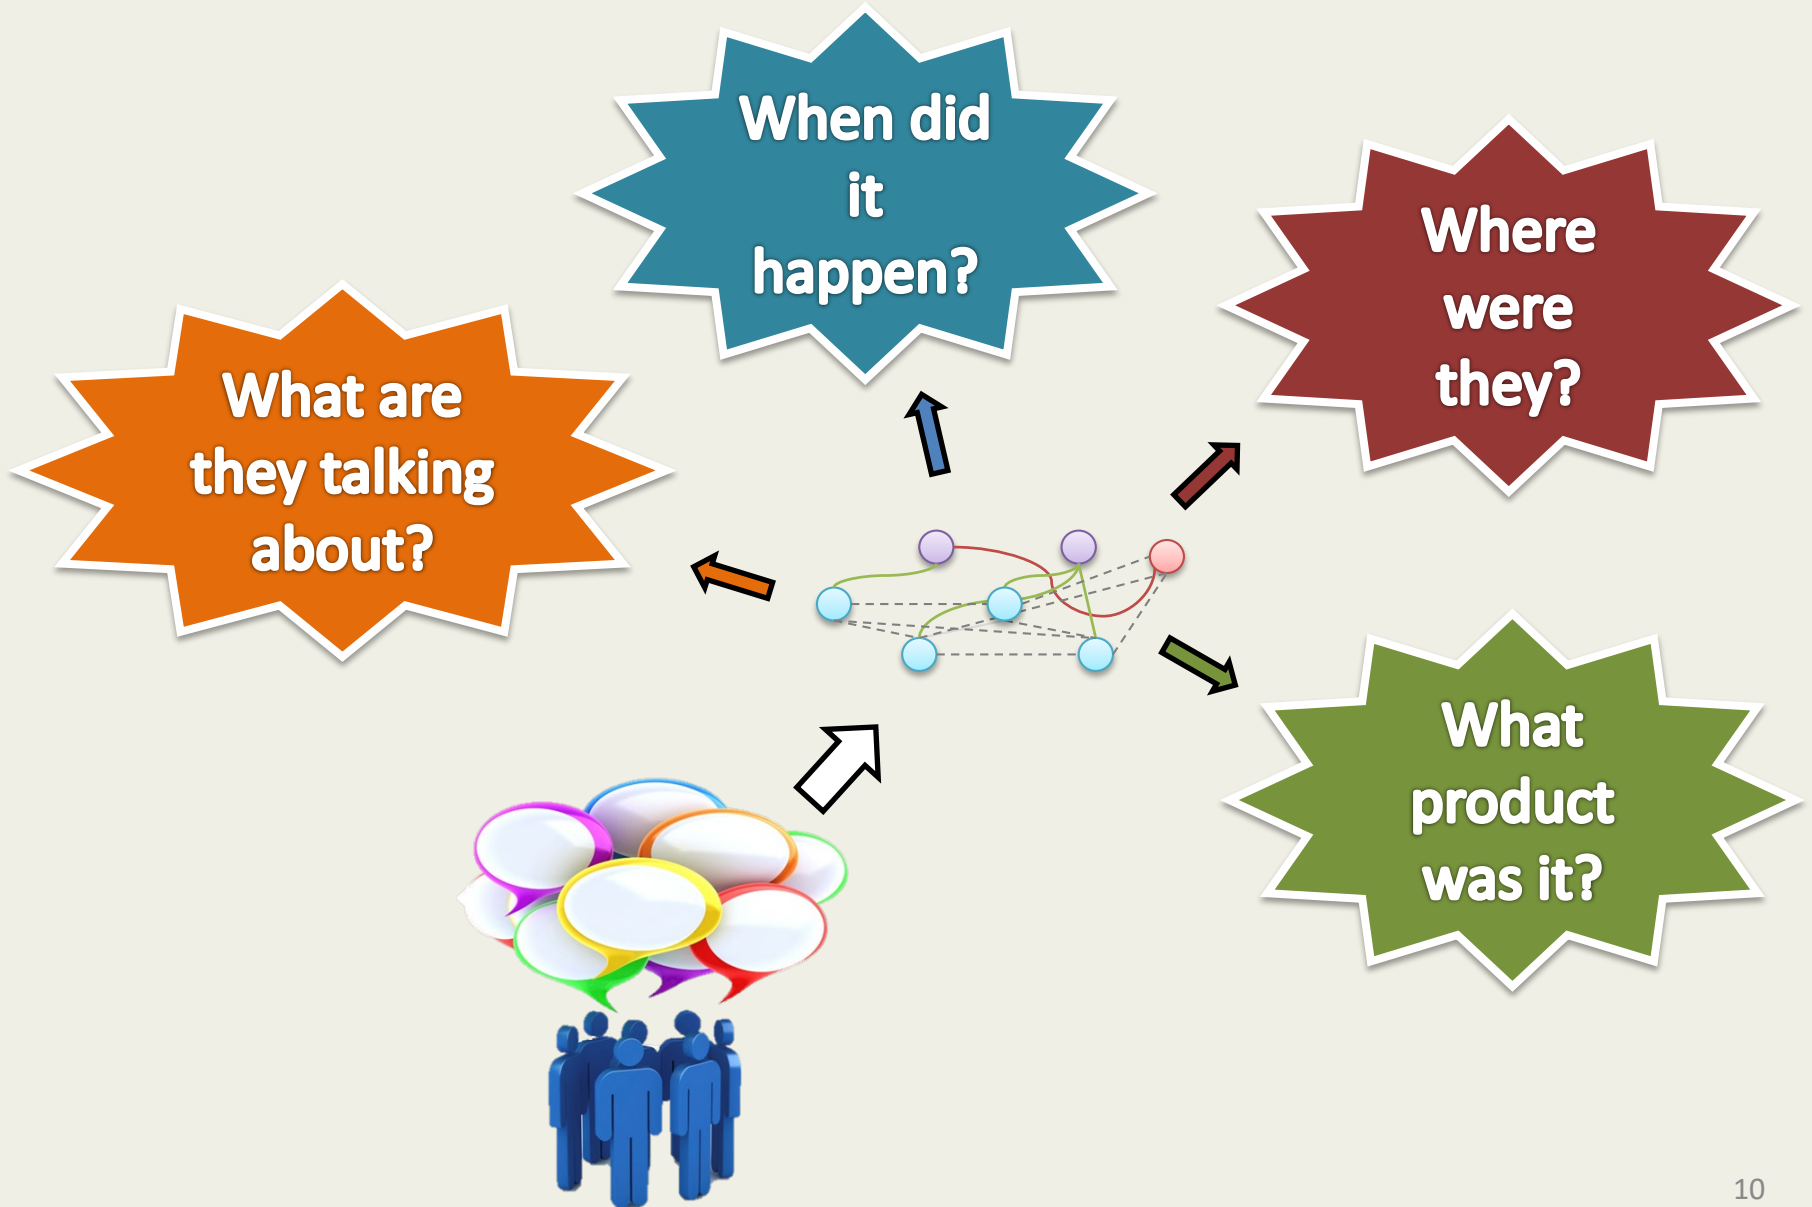 When did
it
happen?
Where
were
they?
What are
they talking
about?
What
product
was it?
10